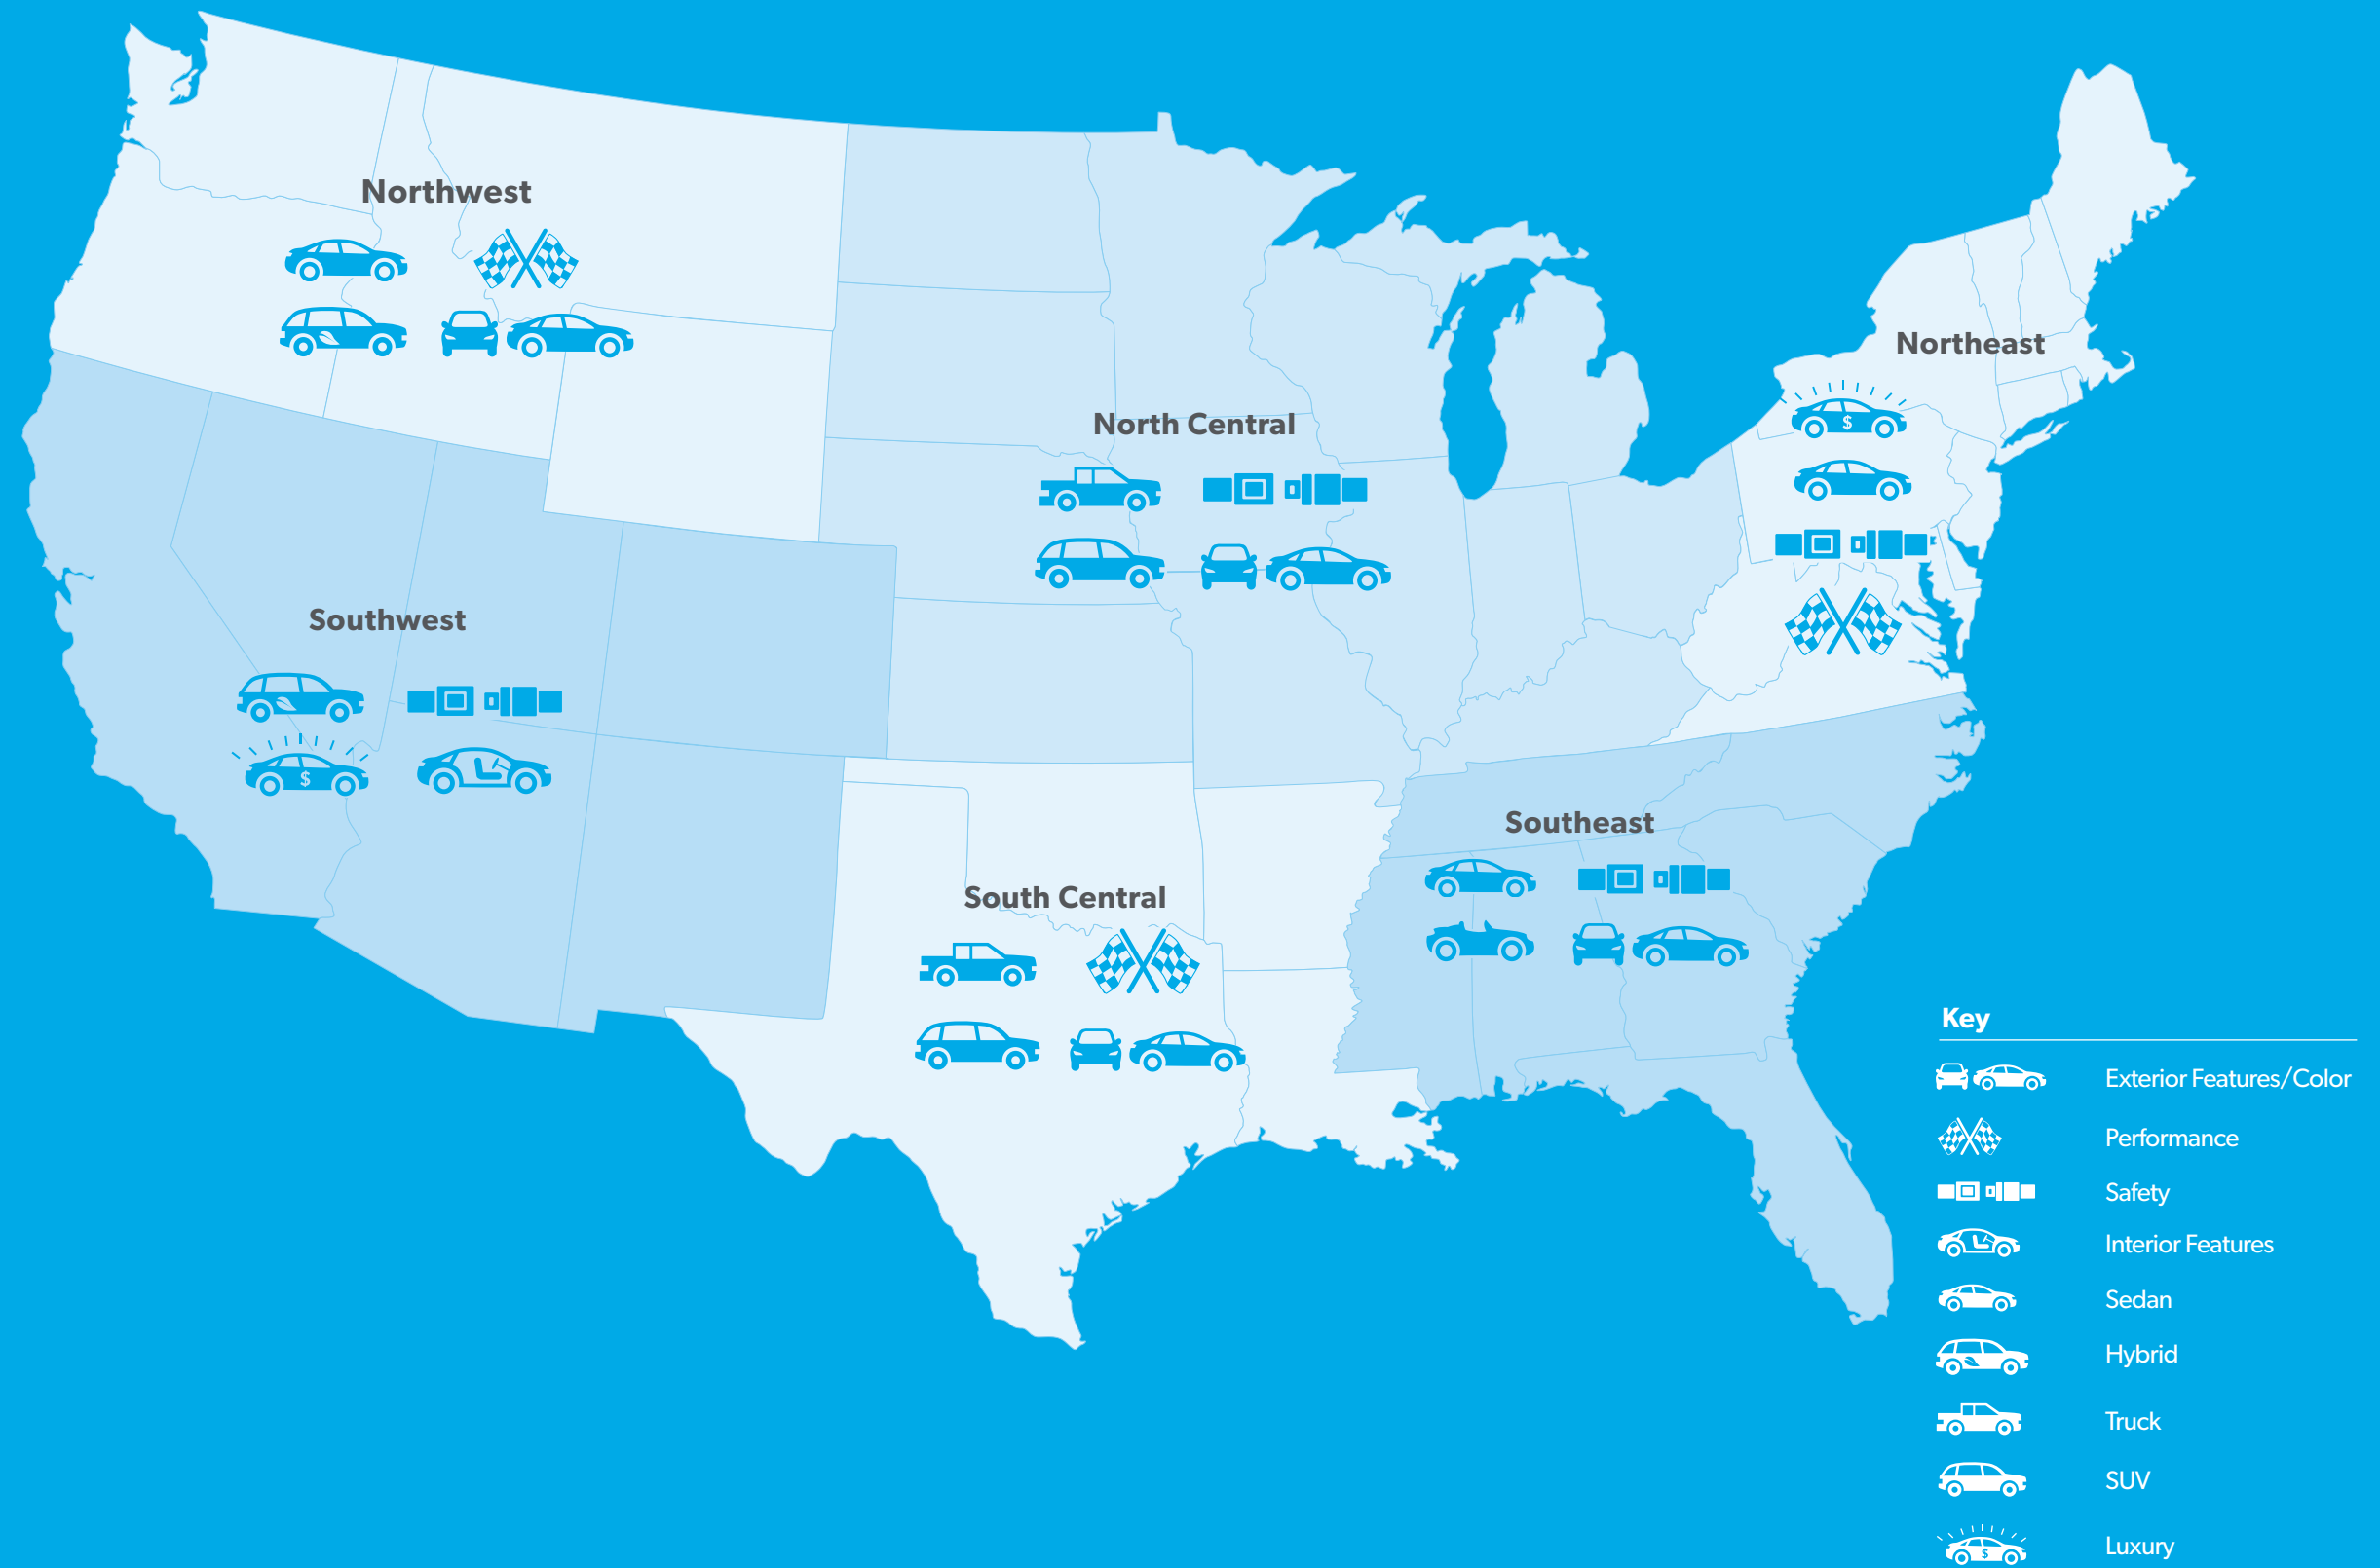 Northwest
Northeast
North Central
Southwest
Southeast
South Central
$
$
Key
Exterior Features/Color
Performance
Safety
Interior Features
Sedan
Hybrid
Truck
SUV
Luxury
$